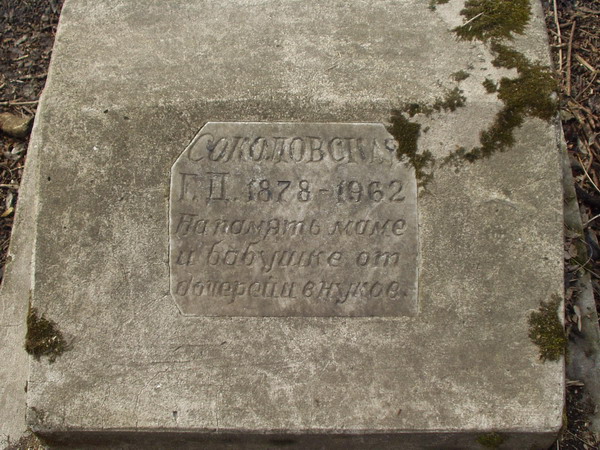 СОКОЛОВСКАЯ
Г.Д. 1878-1962
На память маме
и бабушке от
дочерей и внуков.